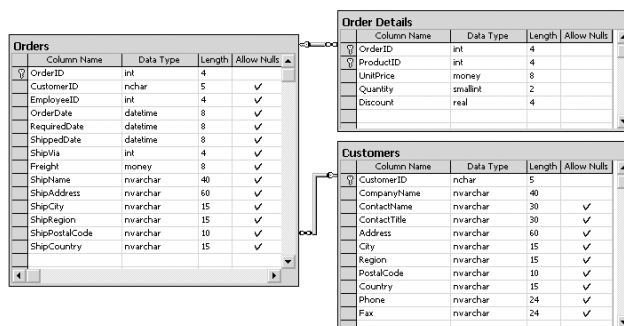 Orders
Column Name Data Type Length Allow Nulls
OrderID int 4
CustomerID nchar 5 ✓
EmployeeID int 4 ✓
OrderDate datetime 8 ✓
RequiredDate datetime 8 ✓
ShippedDate datetime 8 ✓
ShipVia int 4 ✓
Freight money 8 ✓
ShipName nvarchar 40 ✓
ShipAddress nvarchar 60 ✓
ShipCity nvarchar 15 ✓
ShipRegion nvarchar 15 ✓
ShipPostalCode nvarchar 10 ✓
ShipCountry nvarchar 15 ✓
Order Details
Column Name Data Type Length Allow Nulls
OrderID int 4
ProductID int 4
UnitPrice money 8
Quantity smallint 2
Discount real 4
Customers
Column Name Data Type Length Allow Nulls
CustomerID nchar 5
CompanyName nvarchar 40
ContactName nvarchar 30 ✓
ContactTitle nvarchar 30 ✓
Address nvarchar 60 ✓
City nvarchar 15 ✓
Region nvarchar 15 ✓
PostalCode nvarchar 10 ✓
Country nvarchar 15 ✓
Phone nvarchar 24 ✓
Fax nvarchar 24 ✓